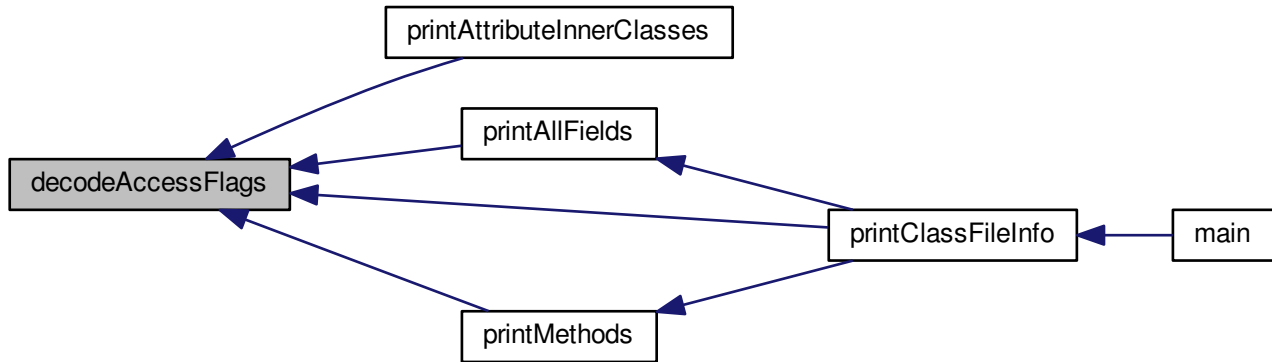 printAttributeInnerClasses
printAllFields
decodeAccessFlags
printClassFileInfo
main
printMethods